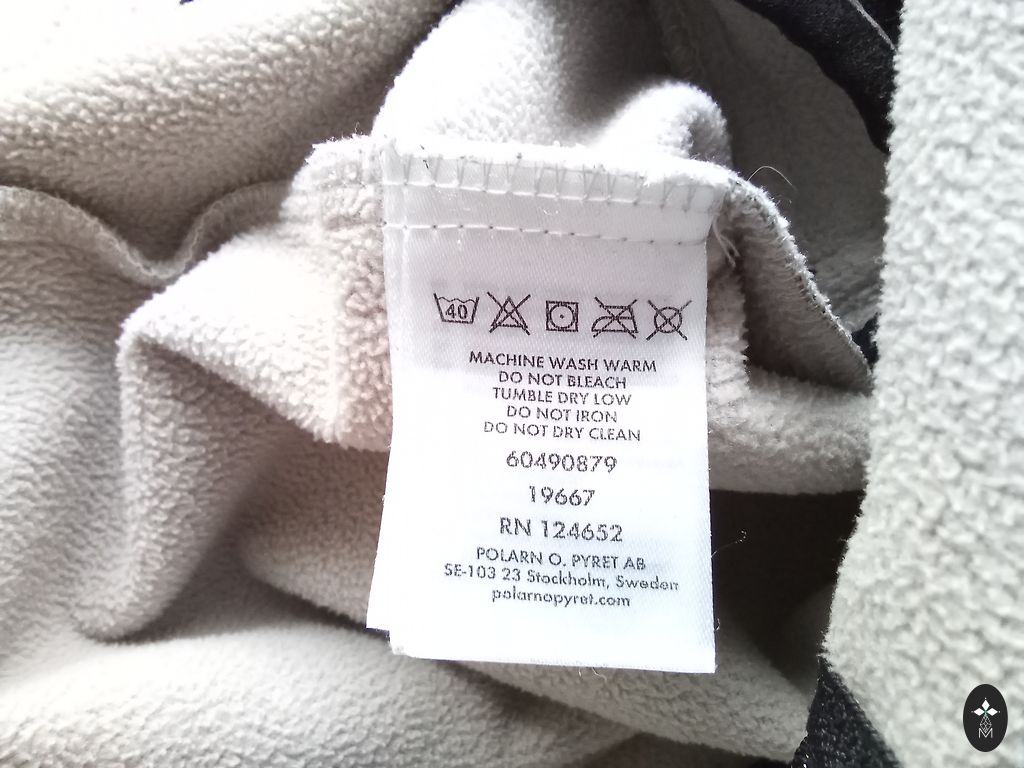 40
MACHINE WASH WARM
DO NOT BLEACH
TUMBLE DRY LOW
DO NOT IRON
DO NOT DRY CLEAN
60490879
19667
RN 124652
POLARN O. PYRET AB
SE-103 23 Stockholm, Sweden
polarnopyret.com
M